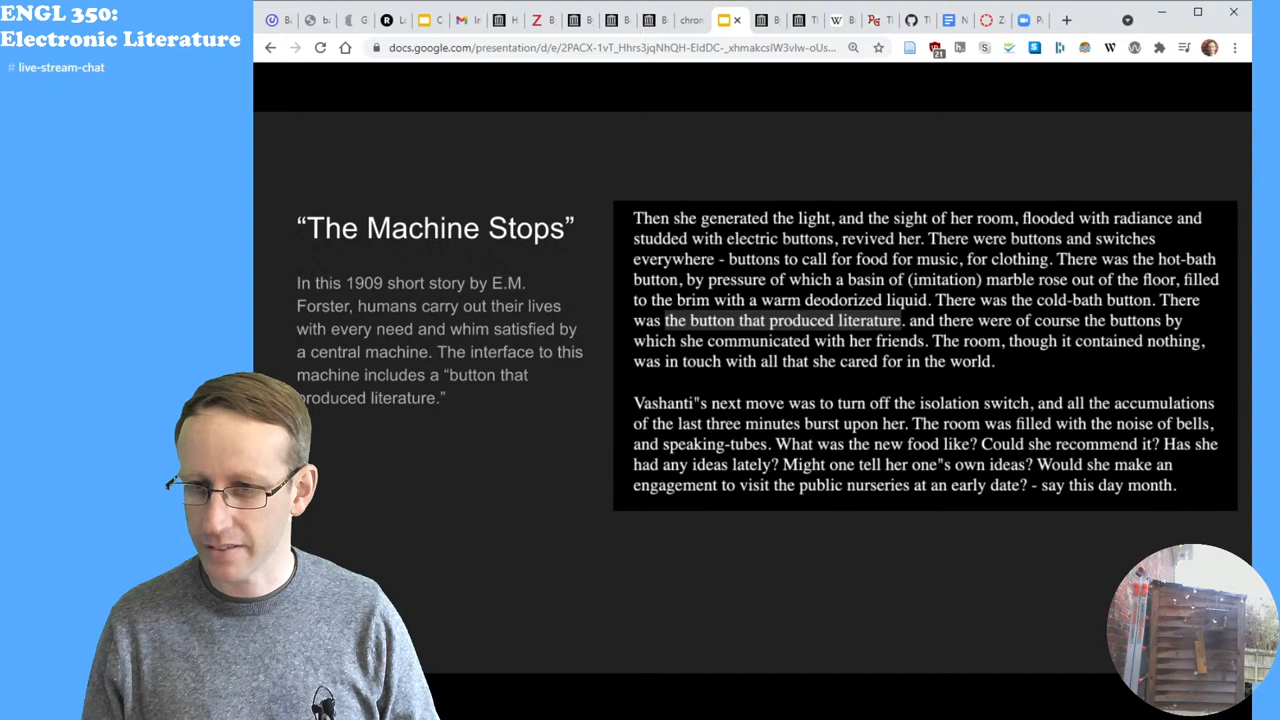 ENGL 350:
Electronic Literature
# live-stream-chat
docs.google.com/presentation/d/e/2PACX-1vT_Hhrs3jqNhQH-EIdDC-_xhmakcslW3vIw-oUs...
21
“The Machine Stops”
In this 1909 short story by E.M.
Forster, humans carry out their lives
with every need and whim satisfied by
a central machine. The interface to this
machine includes a “button that
produced literature.”
Then she generated the light, and the sight of her room, flooded with radiance and
studded with electric buttons, revived her. There were buttons and switches
everywhere - buttons to call for food for music, for clothing. There was the hot-bath
button, by pressure of which a basin of (imitation) marble rose out of the floor, filled
to the brim with a warm deodorized liquid. There was the cold-bath button. There
was the button that produced literature. and there were of course the buttons by
which she communicated with her friends. The room, though it contained nothing,
was in touch with all that she cared for in the world.
Vashanti"s next move was to turn off the isolation switch, and all the accumulations
of the last three minutes burst upon her. The room was filled with the noise of bells,
and speaking-tubes. What was the new food like? Could she recommend it? Has she
had any ideas lately? Might one tell her one"s own ideas? Would she make an
engagement to visit the public nurseries at an early date? - say this day month.